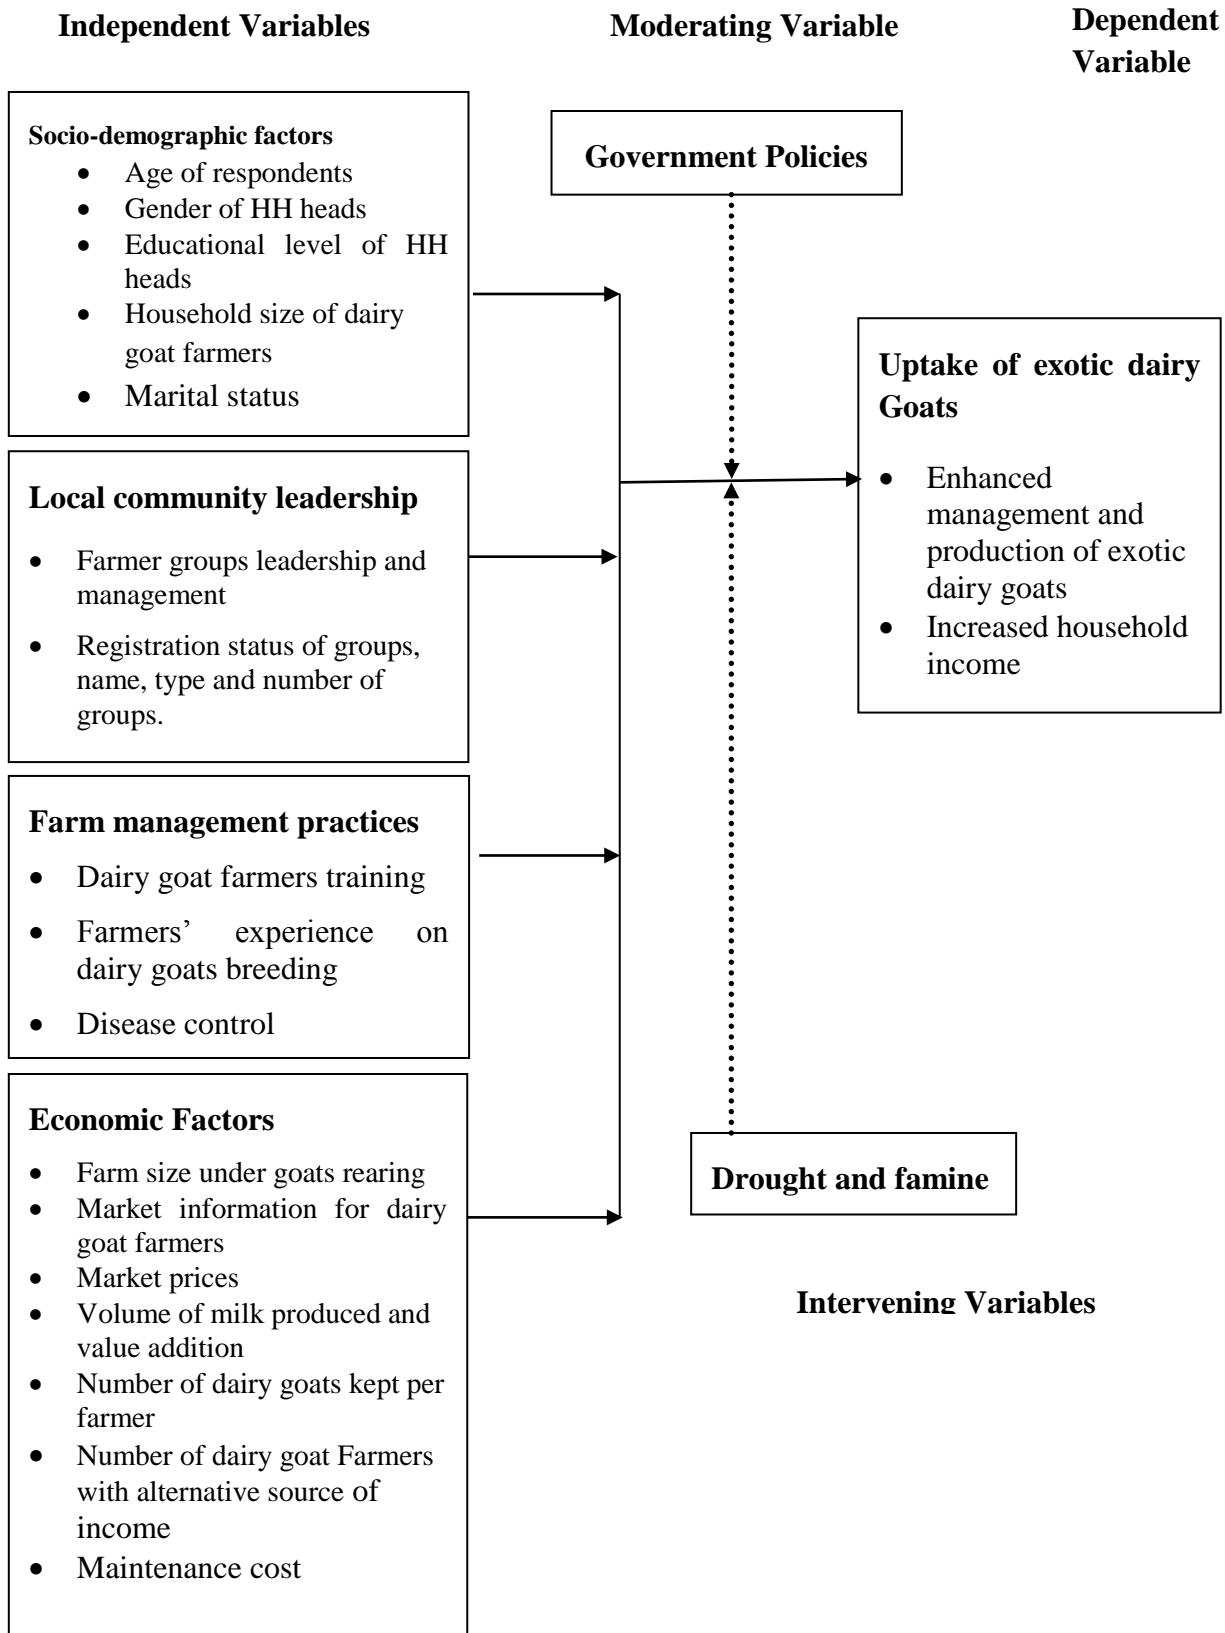 Independent Variables
Moderating Variable
Dependent
Variable
Socio-demographic factors
• Age of respondents
• Gender of HH heads
• Educational level of HH
heads
• Household size of dairy
goat farmers
• Marital status
Local community leadership
• Farmer groups leadership and
management
• Registration status of groups,
name, type and number of
groups.
Farm management practices
• Dairy goat farmers training
• Farmers’ experience on
dairy goats breeding
• Disease control
Economic Factors
• Farm size under goats rearing
• Market information for dairy
goat farmers
• Market prices
• Volume of milk produced and
value addition
• Number of dairy goats kept per
farmer
• Number of dairy goat Farmers
with alternative source of
income
• Maintenance cost
Government Policies
Uptake of exotic dairy
Goats
• Enhanced
management and
production of exotic
dairy goats
• Increased household
income
Drought and famine
Intervening Variables